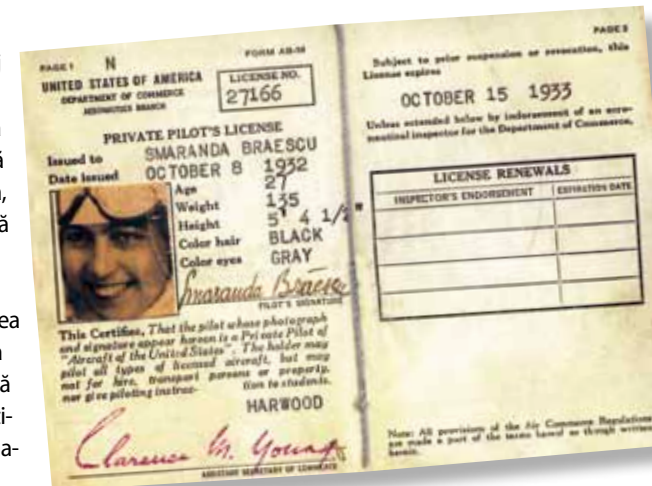 i
ă
,
ă
ea
ă
ti-
a-
PAGE 1 N FORM AB-58
UNITED STATES OF AMERICA
DEPARTMENT OF COMMERCE
AERONAUTICS BRANCH
LICENSE NO.
27166
PRIVATE PILOT'S LICENSE
Issued to SMARANDA BRAESCU
Date Issued OCTOBER 8 1932
Age 27
Weight 135
Height 5' 4 1/2"
Color hair BLACK
Color eyes GRAY
Smaranda Braescu
PILOT'S SIGNATURE
This Certifies, That the pilot whose photograph
and signature appear hereon is a Private Pilot of
"Aircraft of the United States". The holder may
pilot all types of licensed aircraft, but may
not for hire, transport persons or property,
nor give piloting instruc- tion to students.
HARWOOD
Clarence M. Young
ASSISTANT SECRETARY OF COMMERCE
PAGE 2
Subject to prior suspension or revocation, this
License expires
OCTOBER 15 1933
Unless extended below by indorsement of an aero-
nautical inspector for the Department of Commerce.
LICENSE RENEWALS
INSPECTOR'S ENDORSEMENT EXPIRATION DATE
Note: All provisions of the Air Commerce Regulations
are made a part of the terms hereof as though written
herein.